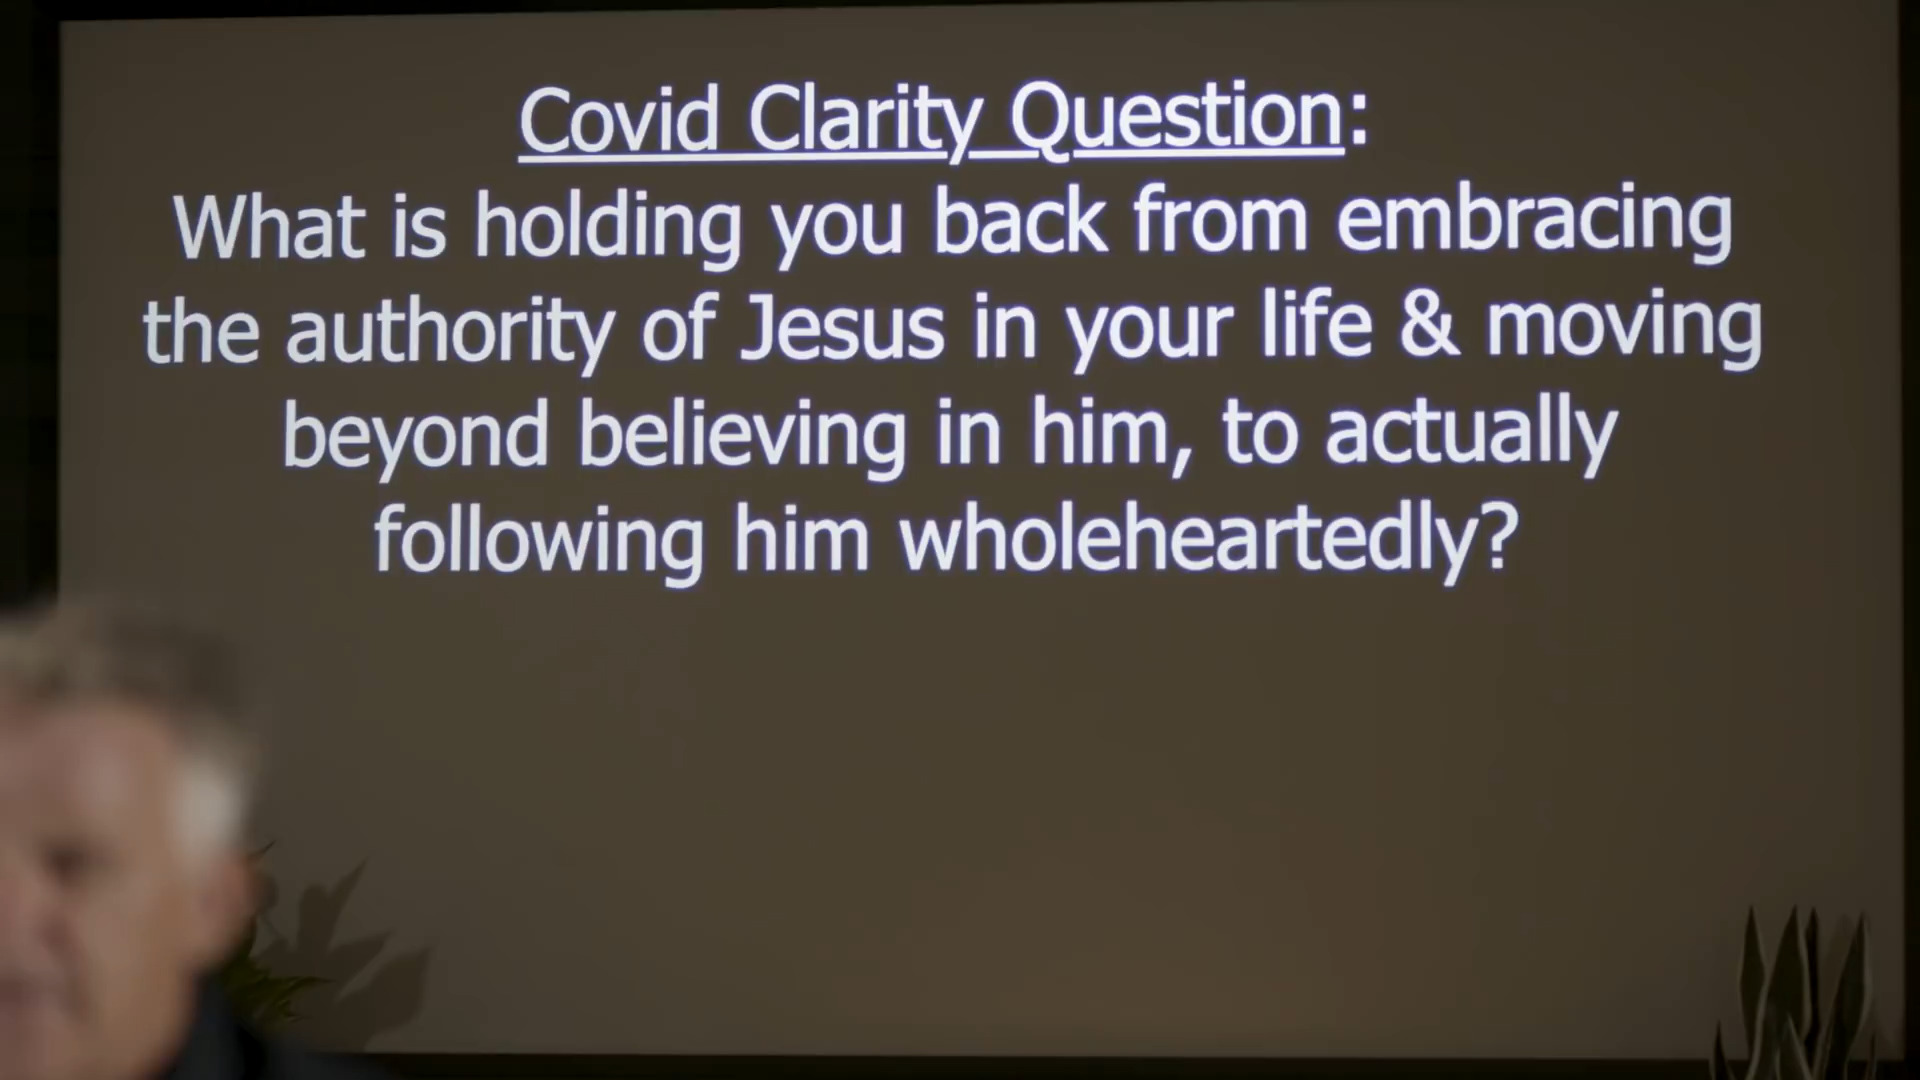 Covid Clarity Question:
What is holding you back from embracing
the authority of Jesus in your life & moving
beyond believing in him, to actually
following him wholeheartedly?